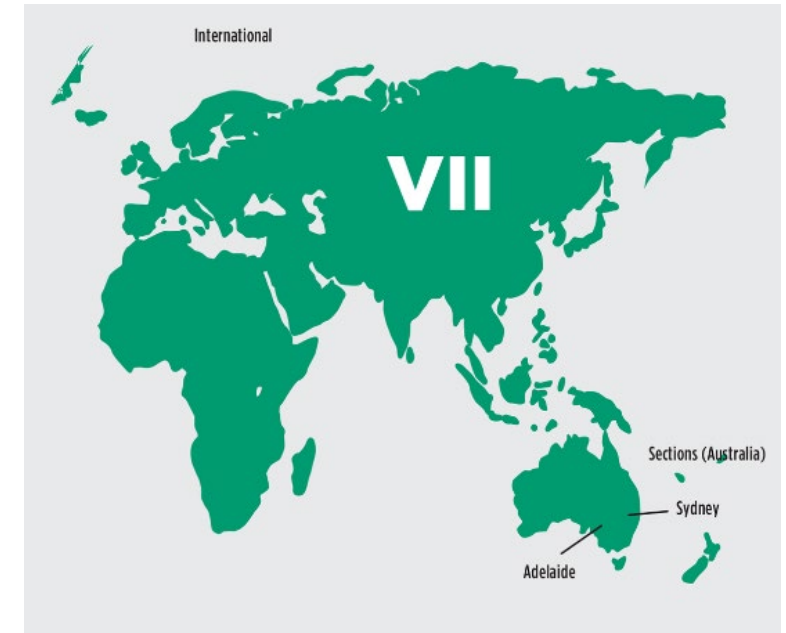 International
VII
Sections (Australia)
Sydney
Adelaide